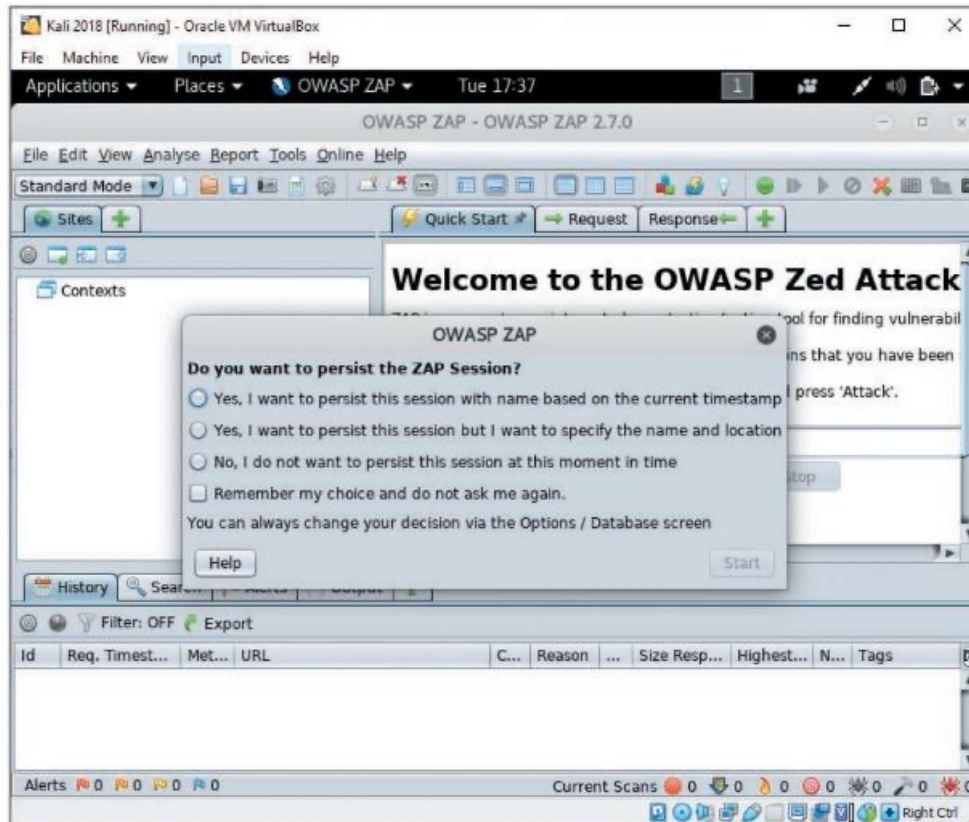 Kali 2018 [Running] - Oracle VM VirtualBox
File Machine View Input Devices Help
Applications Places OWASP ZAP Tue 17:37 1
OWASP ZAP - OWASP ZAP 2.7.0
File Edit View Analyse Report Tools Online Help
Standard Mode
Sites
Quick Start Request Response
Contexts
Welcome to the OWASP Zed Attack
tool for finding vulnerabil
ns that you have been
press 'Attack'.
OWASP ZAP
Do you want to persist the ZAP Session?
Yes, I want to persist this session with name based on the current timestamp
Yes, I want to persist this session but I want to specify the name and location
No, I do not want to persist this session at this moment in time
Remember my choice and do not ask me again.
You can always change your decision via the Options / Database screen
Help Start
Stop
History Search Alerts Output
Filter: OFF Export
Id Req. Timest... Met... URL C... Reason ... Size Resp... Highest... N... Tags
Alerts 0 0 0 0 Current Scans 0 0 0 0 0 0 0
Right Ctrl